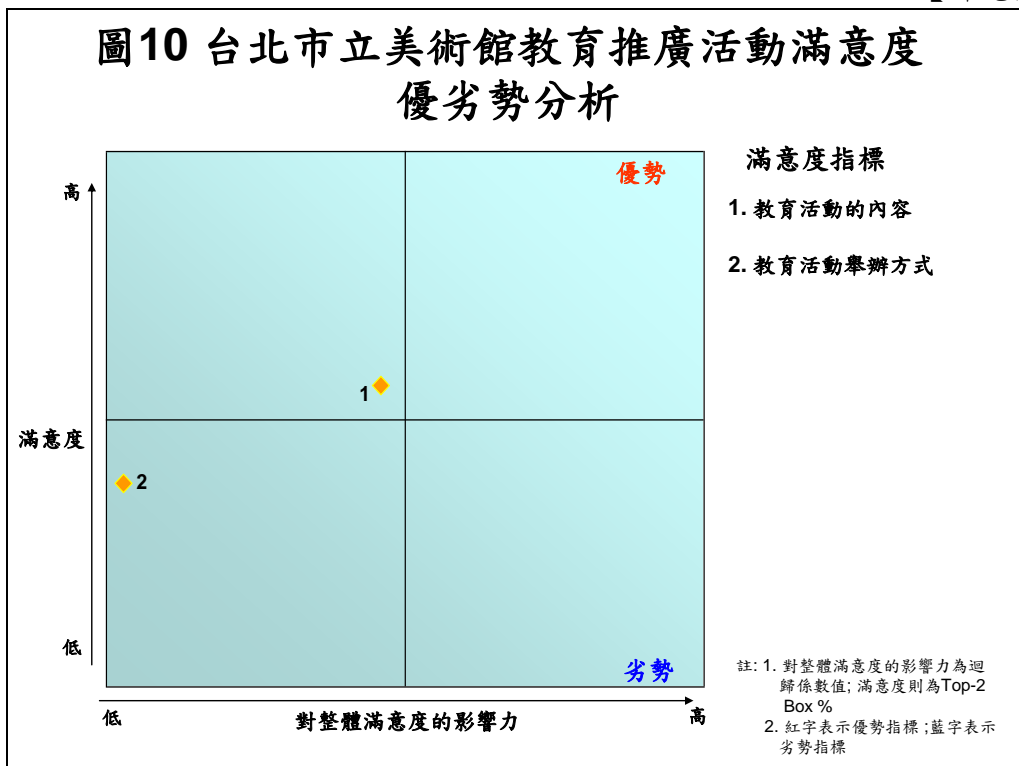 圖10 台北市立美術館教育推廣活動滿意度
優劣勢分析
優勢
滿意度指標
高
1. 教育活動的內容
2. 教育活動舉辦方式
1
滿意度
2
低
劣勢
註: 1. 對整體滿意度的影響力為迴
歸係數值; 滿意度則為Top-2
Box %
2. 紅字表示優勢指標 ;藍字表示
劣勢指標
低
對整體滿意度的影響力
高